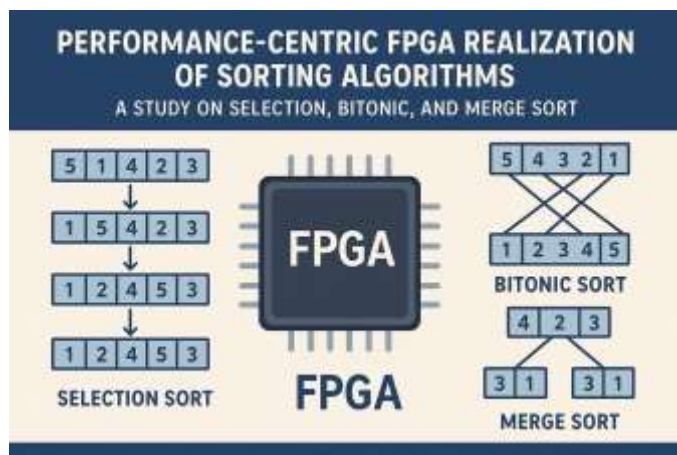 PERFORMANCE-CENTRIC FPGA REALIZATION
OF SORTING ALGORITHMS
A STUDY ON SELECTION, BITONIC, AND MERGE SORT
5 1 4 2 3
1 5 4 2 3
1 2 4 5 3
1 2 4 5 3
SELECTION SORT
FPGA
FPGA
5 4 3 2 1
1 2 3 4 5
BITONIC SORT
4 2 3
3 1 3 1
MERGE SORT